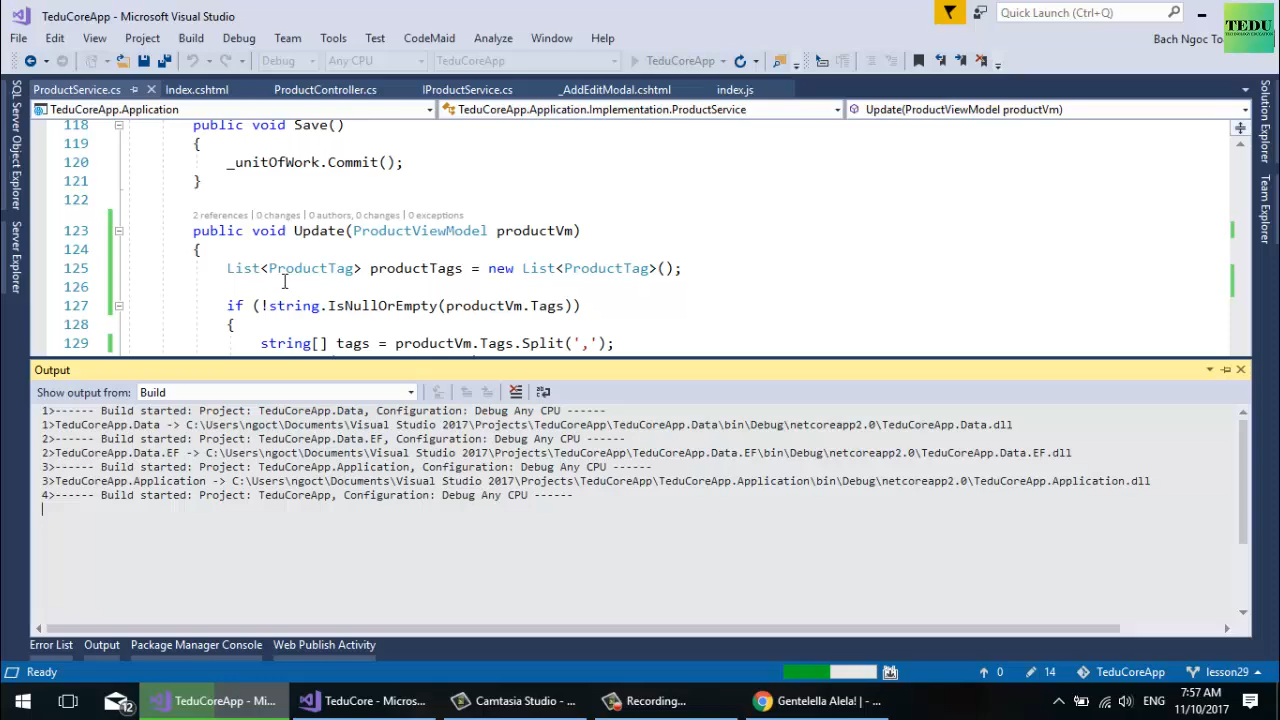 TeduCoreApp - Microsoft Visual Studio
Quick Launch (Ctrl+Q)
TEDU
File Edit View Project Build Debug Team Tools Test CodeMaid Analyze Window Help
Bach Ngoc To
Debug Any CPU TeduCoreApp TeduCoreApp
ProductService.cs Index.cshtml ProductController.cs IProductService.cs _AddEditModal.cshtml index.js
TeduCoreApp.Application TeduCoreApp.Application.Implementation.ProductService Update(ProductViewModel productVm)
SQL Server Object Explorer
Server Explorer
Solution Explorer
Team Explorer
118 public void Save()
119 {
120 _unitOfWork.Commit();
121 }
122
2 references | 0 changes | 0 authors, 0 changes | 0 exceptions
123 public void Update(ProductViewModel productVm)
124 {
125 List<ProductTag> productTags = new List<ProductTag>();
126
127 if (!string.IsNullOrEmpty(productVm.Tags))
128 {
129 string[] tags = productVm.Tags.Split(',');
Output
Show output from: Build
1>------ Build started: Project: TeduCoreApp.Data, Configuration: Debug Any CPU ------
1>TeduCoreApp.Data -> C:\Users\ngoct\Documents\Visual Studio 2017\Projects\TeduCoreApp\TeduCoreApp.Data\bin\Debug\netcoreapp2.0\TeduCoreApp.Data.dll
2>------ Build started: Project: TeduCoreApp.Data.EF, Configuration: Debug Any CPU ------
2>TeduCoreApp.Data.EF -> C:\Users\ngoct\Documents\Visual Studio 2017\Projects\TeduCoreApp\TeduCoreApp.Data.EF\bin\Debug\netcoreapp2.0\TeduCoreApp.Data.EF.dll
3>------ Build started: Project: TeduCoreApp.Application, Configuration: Debug Any CPU ------
3>TeduCoreApp.Application -> C:\Users\ngoct\Documents\Visual Studio 2017\Projects\TeduCoreApp\TeduCoreApp.Application\bin\Debug\netcoreapp2.0\TeduCoreApp.Application.dll
4>------ Build started: Project: TeduCoreApp, Configuration: Debug Any CPU ------
Error List Output Package Manager Console Web Publish Activity
Ready 0 14 TeduCoreApp lesson29
12 TeduCoreApp - Mi... TeduCore - Micros... Camtasia Studio - ... Recording... Gentelella Alela! | - ... ENG 7:57 AM
11/10/2017